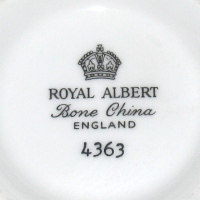 ROYAL ALBERT
Bone China
ENGLAND
4363